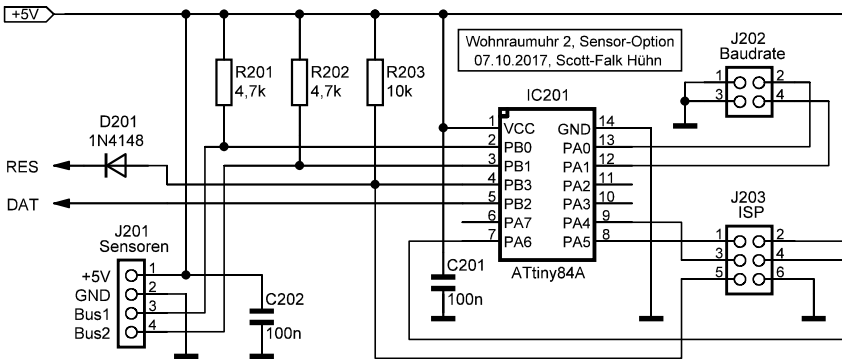 +5V
Wohnraumuhr 2, Sensor-Option
07.10.2017, Scott-Falk Hühn
J202
Baudrate
1 2
3 4
R201
4,7k
R202
4,7k
R203
10k
IC201
1 VCC GND 14
2 PB0 PA0 13
3 PB1 PA1 12
4 PB3 PA2 11
5 PB2 PA3 10
6 PA7 PA4 9
7 PA6 PA5 8
ATtiny84A
D201
1N4148
RES
DAT
J203
ISP
1 2
3 4
5 6
J201
Sensoren
+5V 1
GND 2
Bus1 3
Bus2 4
C202
100n
C201
100n